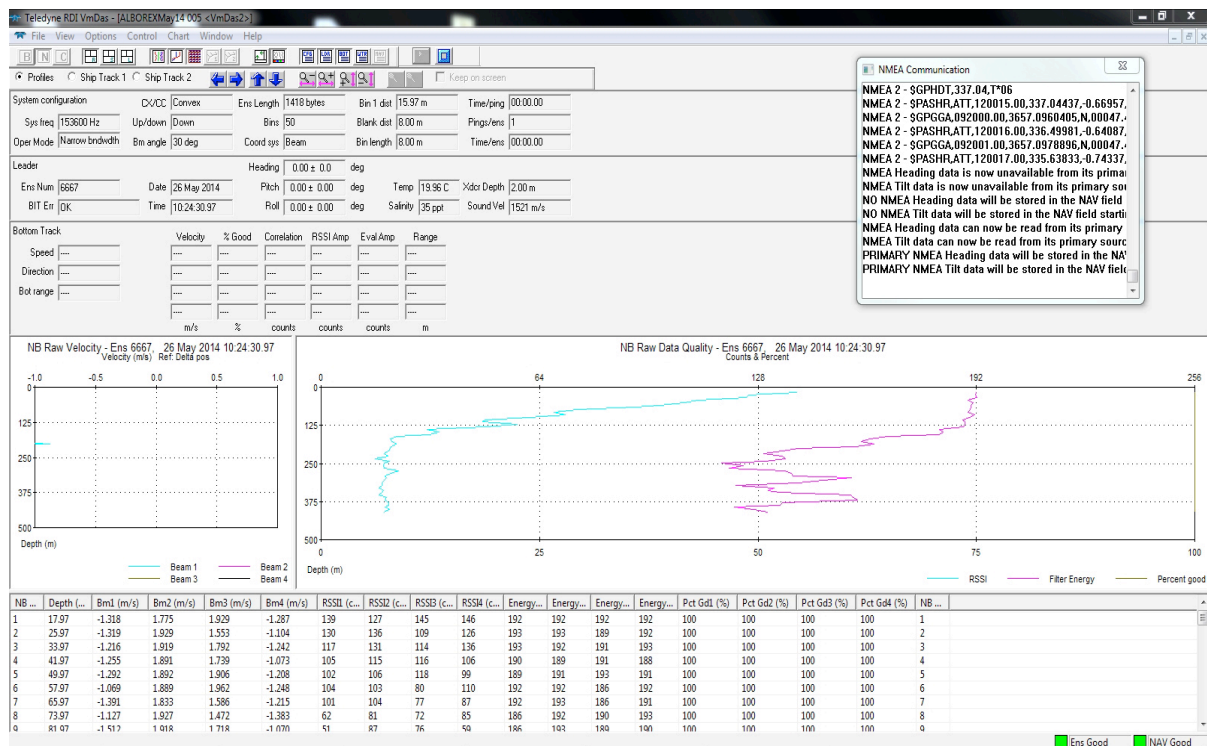 Teledyne RDI VmDas - [ALBOREXMay14 005 <VmDas2>]
File View Options Control Chart Window Help
B N C
Profiles Ship Track 1 Ship Track 2 Keep on screen
System configuration CX/CC Convex Ens Length 1418 bytes Bin 1 dist 15.97 m Time/ping 00:00.00
Sys freq 153600 Hz Up/down Down Bins 50 Blank dist 8.00 m Pings/ens 1
Oper Mode Narrow bndwdth Bm angle 30 deg Coord sys Beam Bin length 8.00 m Time/ens 00:00.00
Leader Heading 0.00 ± 0.0 deg
Ens Num 6667 Date 26 May 2014 Pitch 0.00 ± 0.00 deg Temp 19.96 C Xdcr Depth 2.00 m
BIT Err OK Time 10:24:30.97 Roll 0.00 ± 0.00 deg Salinity 35 ppt Sound Vel 1521 m/s
Bottom Track Velocity % Good Correlation RSSI Amp Eval Amp Range
Speed ---- ---- ---- ---- ---- ---- ----
Direction ---- ---- ---- ---- ---- ---- ----
Bot range ---- ---- ---- ---- ---- ---- ----
---- ---- ---- ---- ---- ----
m/s % counts counts counts m
NMEA Communication
NMEA 2 - $GPHDT,337.04,T*06
NMEA 2 - $PASHR,ATT,120015.00,337.04437,-0.66957,
NMEA 2 - $GPGGA,092000.00,3657.0960405,N,00047.
NMEA 2 - $PASHR,ATT,120016.00,336.49981,-0.64087,
NMEA 2 - $GPGGA,092001.00,3657.0978896,N,00047.
NMEA 2 - $PASHR,ATT,120017.00,335.63833,-0.74337,
NMEA Heading data is now unavailable from its prima
NMEA Tilt data is now unavailable from its primary sou
NO NMEA Heading data will be stored in the NAV field
NO NMEA Tilt data will be stored in the NAV field starti
NMEA Heading data can now be read from its primary
NMEA Tilt data can now be read from its primary sourc
PRIMARY NMEA Heading data will be stored in the NA
PRIMARY NMEA Tilt data will be stored in the NAV fiel
NB Raw Velocity - Ens 6667, 26 May 2014 10:24:30.97
Velocity (m/s) Ref: Delta pos
-1.0 -0.5 0.0 0.5 1.0
0
125
250
375
500
Depth (m)
Beam 1 Beam 2
Beam 3 Beam 4
NB Raw Data Quality - Ens 6667, 26 May 2014 10:24:30.97
Counts & Percent
0 64 128 192 256
0
125
250
375
500
0 25 50 75 100
Depth (m)
RSSI Filter Energy Percent good
NB ... Depth (... Bm1 (m/s) Bm2 (m/s) Bm3 (m/s) Bm4 (m/s) RSSI1 (c... RSSI2 (c... RSSI3 (c... RSSI4 (c... Energy... Energy... Energy... Energy... Pct Gd1 (%) Pct Gd2 (%) Pct Gd3 (%) Pct Gd4 (%) NB ...
1 17.97 -1.318 1.775 1.929 -1.287 139 127 145 146 192 192 192 192 100 100 100 100 1
2 25.97 -1.319 1.929 1.553 -1.104 130 136 109 126 193 193 189 192 100 100 100 100 2
3 33.97 -1.216 1.919 1.792 -1.242 117 131 114 136 193 192 191 193 100 100 100 100 3
4 41.97 -1.255 1.891 1.739 -1.073 105 115 116 106 190 189 191 188 100 100 100 100 4
5 49.97 -1.292 1.892 1.906 -1.208 102 106 118 99 189 191 193 191 100 100 100 100 5
6 57.97 -1.069 1.889 1.962 -1.248 104 103 80 110 192 192 186 192 100 100 100 100 6
7 65.97 -1.391 1.833 1.586 -1.215 101 104 77 87 192 193 186 191 100 100 100 100 7
8 73.97 -1.127 1.927 1.472 -1.383 62 81 72 85 186 192 190 193 100 100 100 100 8
9 81.97 -1.512 1.918 1.718 -1.070 51 87 76 59 186 193 189 190 100 100 100 100 9
Ens Good NAV Good